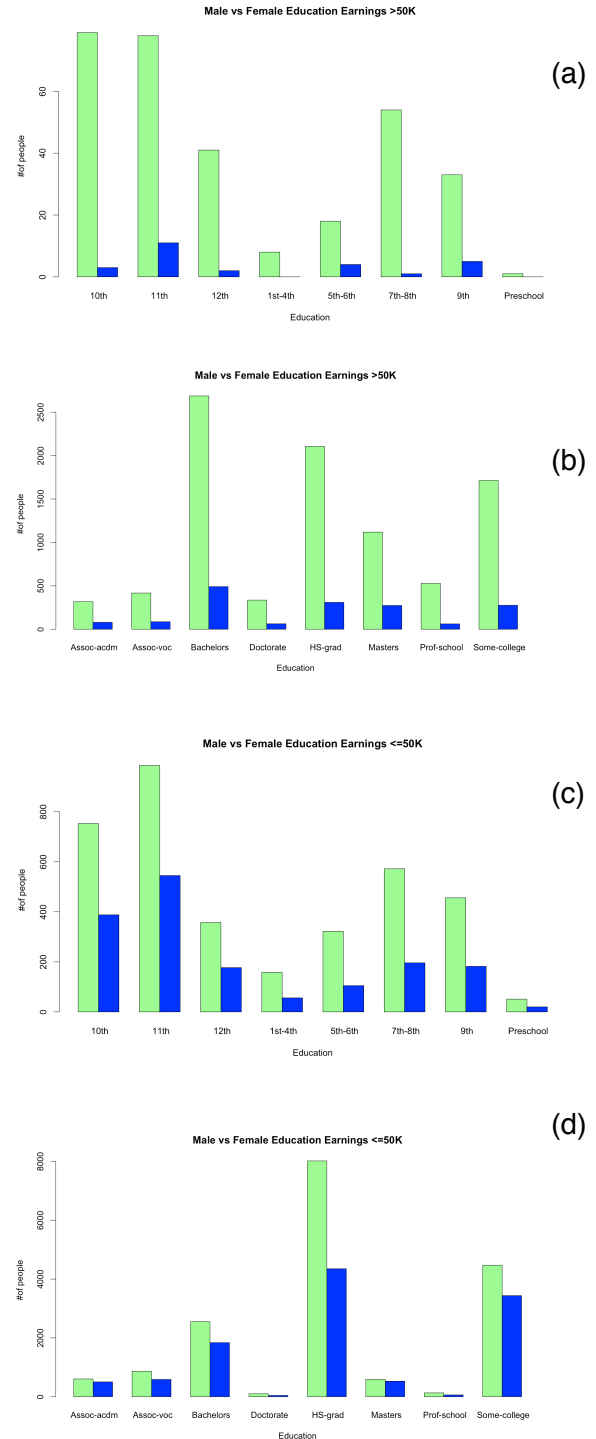 Male vs Female Education Earnings >50K
(a)
#of people
0 20 40 60
10th 11th 12th 1st-4th 5th-6th 7th-8th 9th Preschool
Education
Male vs Female Education Earnings >50K
(b)
#of people
0 500 1000 1500 2000 2500
Assoc-acdm Assoc-voc Bachelors Doctorate HS-grad Masters Prof-school Some-college
Education
Male vs Female Education Earnings <=50K
(c)
#of people
0 200 400 600 800
10th 11th 12th 1st-4th 5th-6th 7th-8th 9th Preschool
Education
(d)
Male vs Female Education Earnings <=50K
#of people
0 2000 4000 6000 8000
Assoc-acdm Assoc-voc Bachelors Doctorate HS-grad Masters Prof-school Some-college
Education